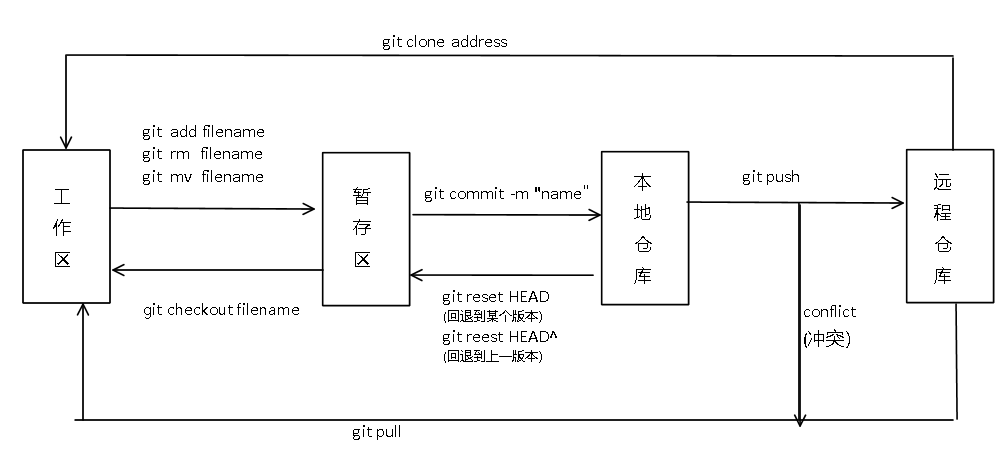 git clone address
git add filename
git rm filename
git mv filename
工作区
git checkout filename
暂存区
git commit -m "name"
git reset HEAD
(回退到某个版本)
git reest HEAD^
(回退到上一版本)
本地仓库
git push
conflict
(冲突)
远程仓库
git pull